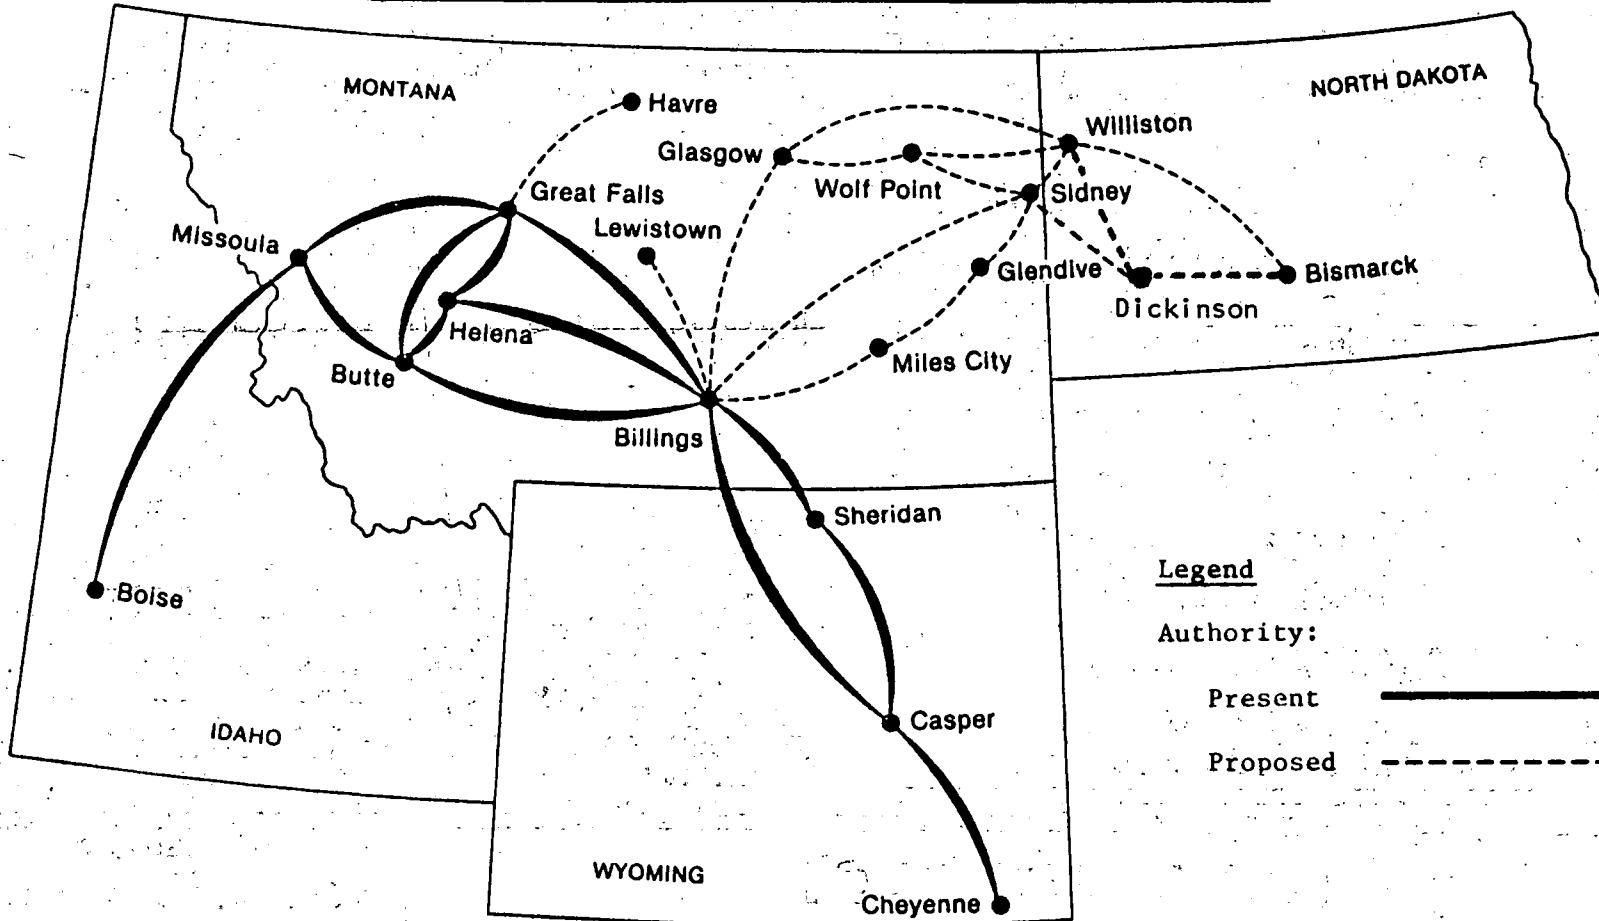 MONTANA
NORTH DAKOTA
Havre
Williston
Glasgow
Wolf Point
Great Falls
Sidney
Lewistown
Missoula
Glendive
Bismarck
Dickinson
Helena
Miles City
Butte
Billings
Sheridan
Boise
Legend
Authority:
Present
Casper
IDAHO
Proposed
WYOMING
Cheyenne